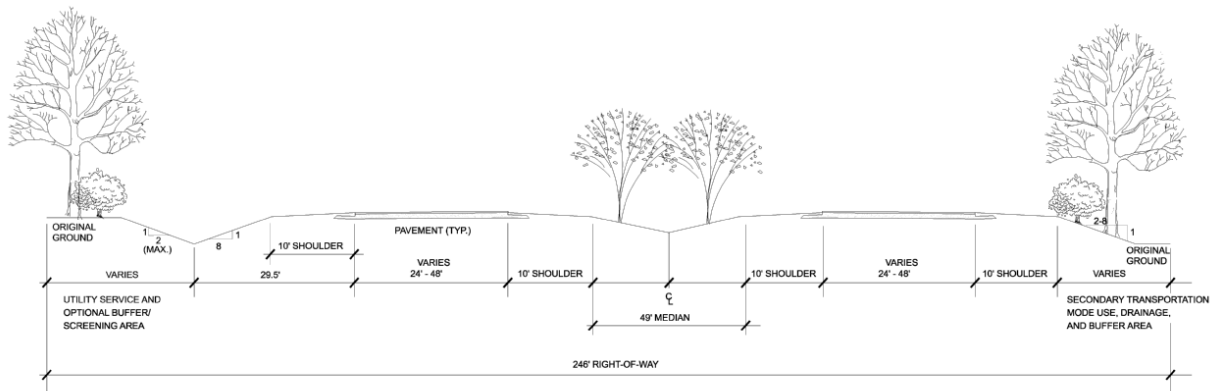 ORIGINAL
GROUND
1
2
(MAX.)
1
8
10' SHOULDER
PAVEMENT (TYP.)
2-8
1
ORIGINAL
GROUND
VARIES
29.5'
VARIES
24' - 48'
10' SHOULDER
10' SHOULDER
VARIES
24' - 48'
10' SHOULDER
VARIES
UTILITY SERVICE AND
OPTIONAL BUFFER/
SCREENING AREA
CL
49' MEDIAN
SECONDARY TRANSPORTATION
MODE USE, DRAINAGE,
AND BUFFER AREA
246' RIGHT-OF-WAY